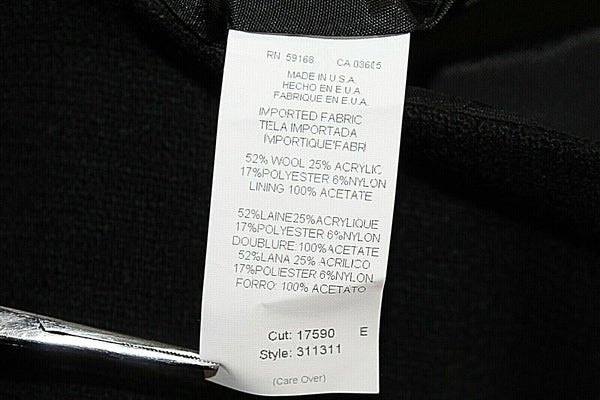 RN 59168 CA 03665
MADE IN U.S.A.
HECHO EN E.U.A.
FABRIQUE EN E.U.A.
IMPORTED FABRIC
TELA IMPORTADA
IMPORTIQUE'FABRI
52% WOOL 25% ACRYLIC
17%POLYESTER 6%NYLON
LINING 100% ACETATE
52%LAINE25%ACRYLIQUE
17%POLYESTER 6%NYLON
DOUBLURE:100%ACETATE
52%LANA 25% ACRILICO
17%POLIESTER 6%NYLON
FORRO: 100% ACETATO
Cut: 17590 E
Style: 311311
(Care Over)